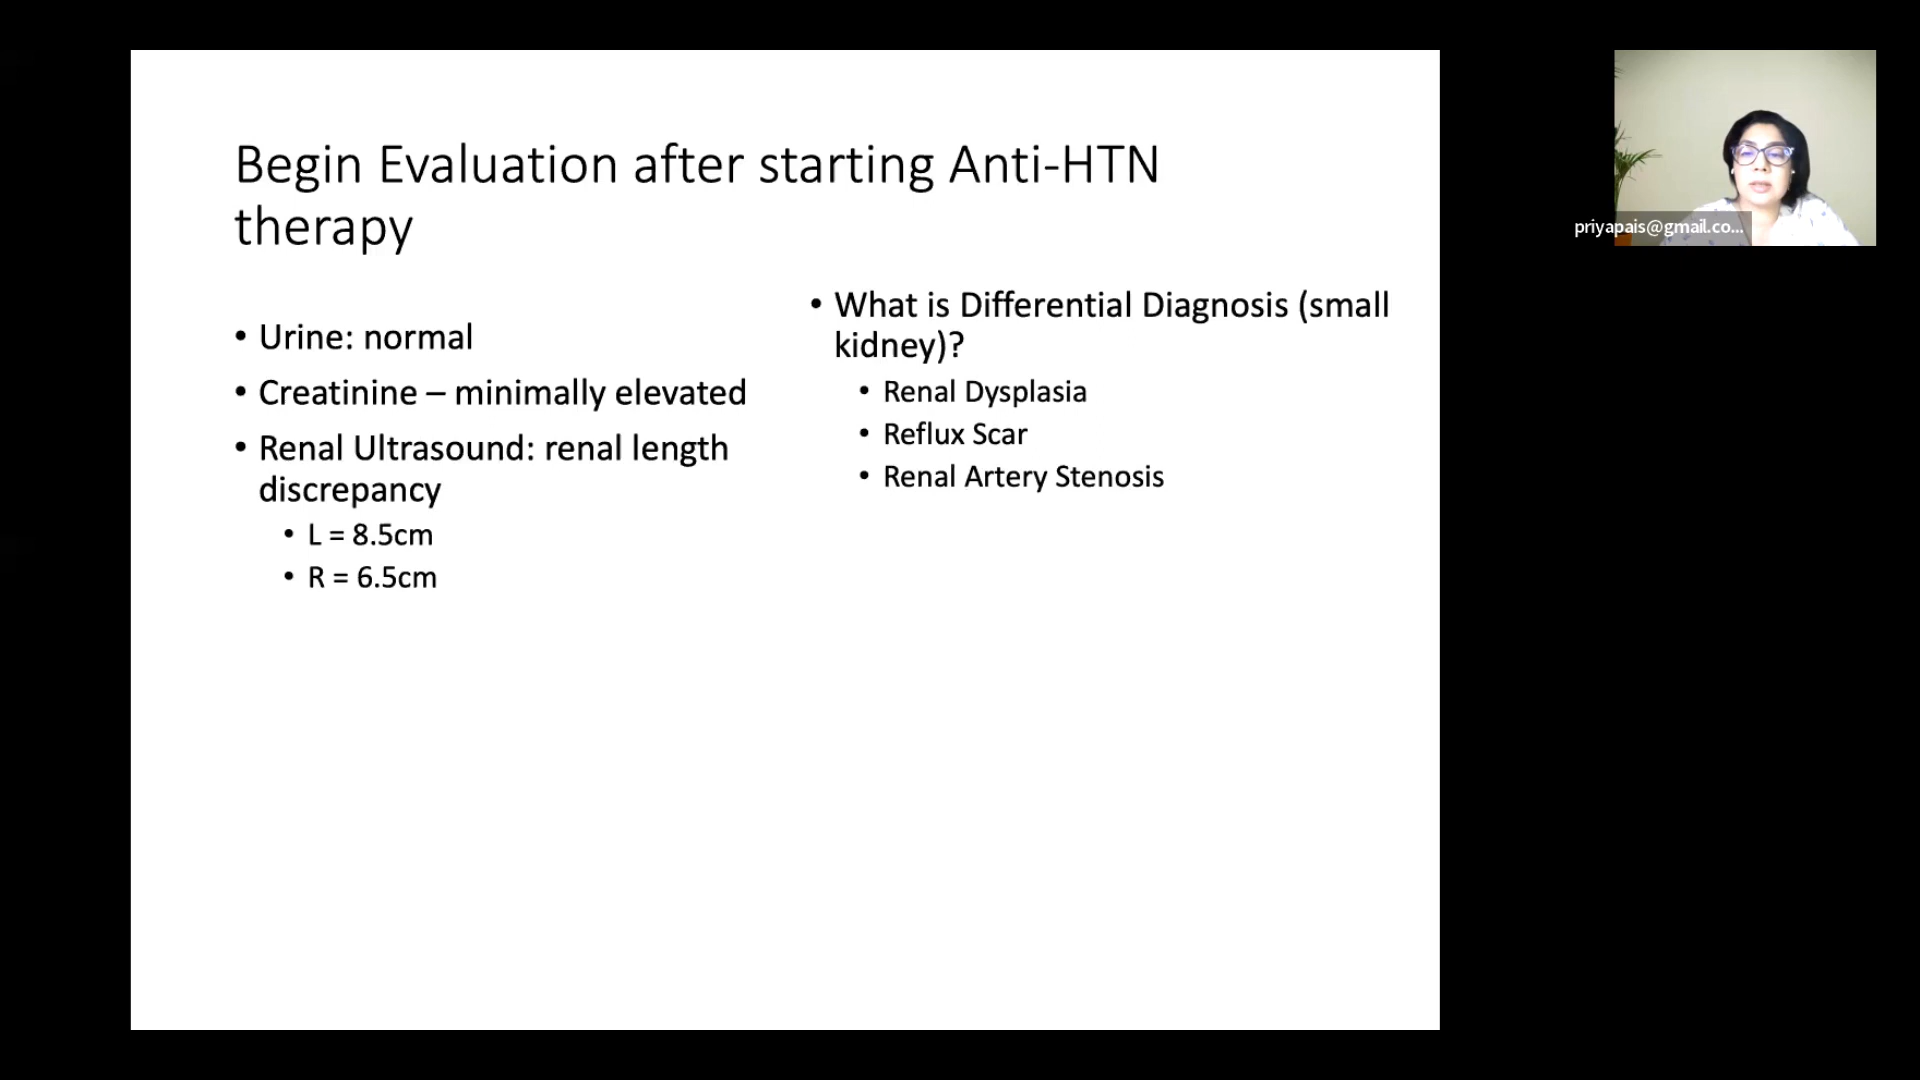 Begin Evaluation after starting Anti-HTN
therapy
• Urine: normal
• Creatinine – minimally elevated
• Renal Ultrasound: renal length
discrepancy
• L = 8.5cm
• R = 6.5cm
• What is Differential Diagnosis (small
kidney)?
• Renal Dysplasia
• Reflux Scar
• Renal Artery Stenosis
priyapais@gmail.co...